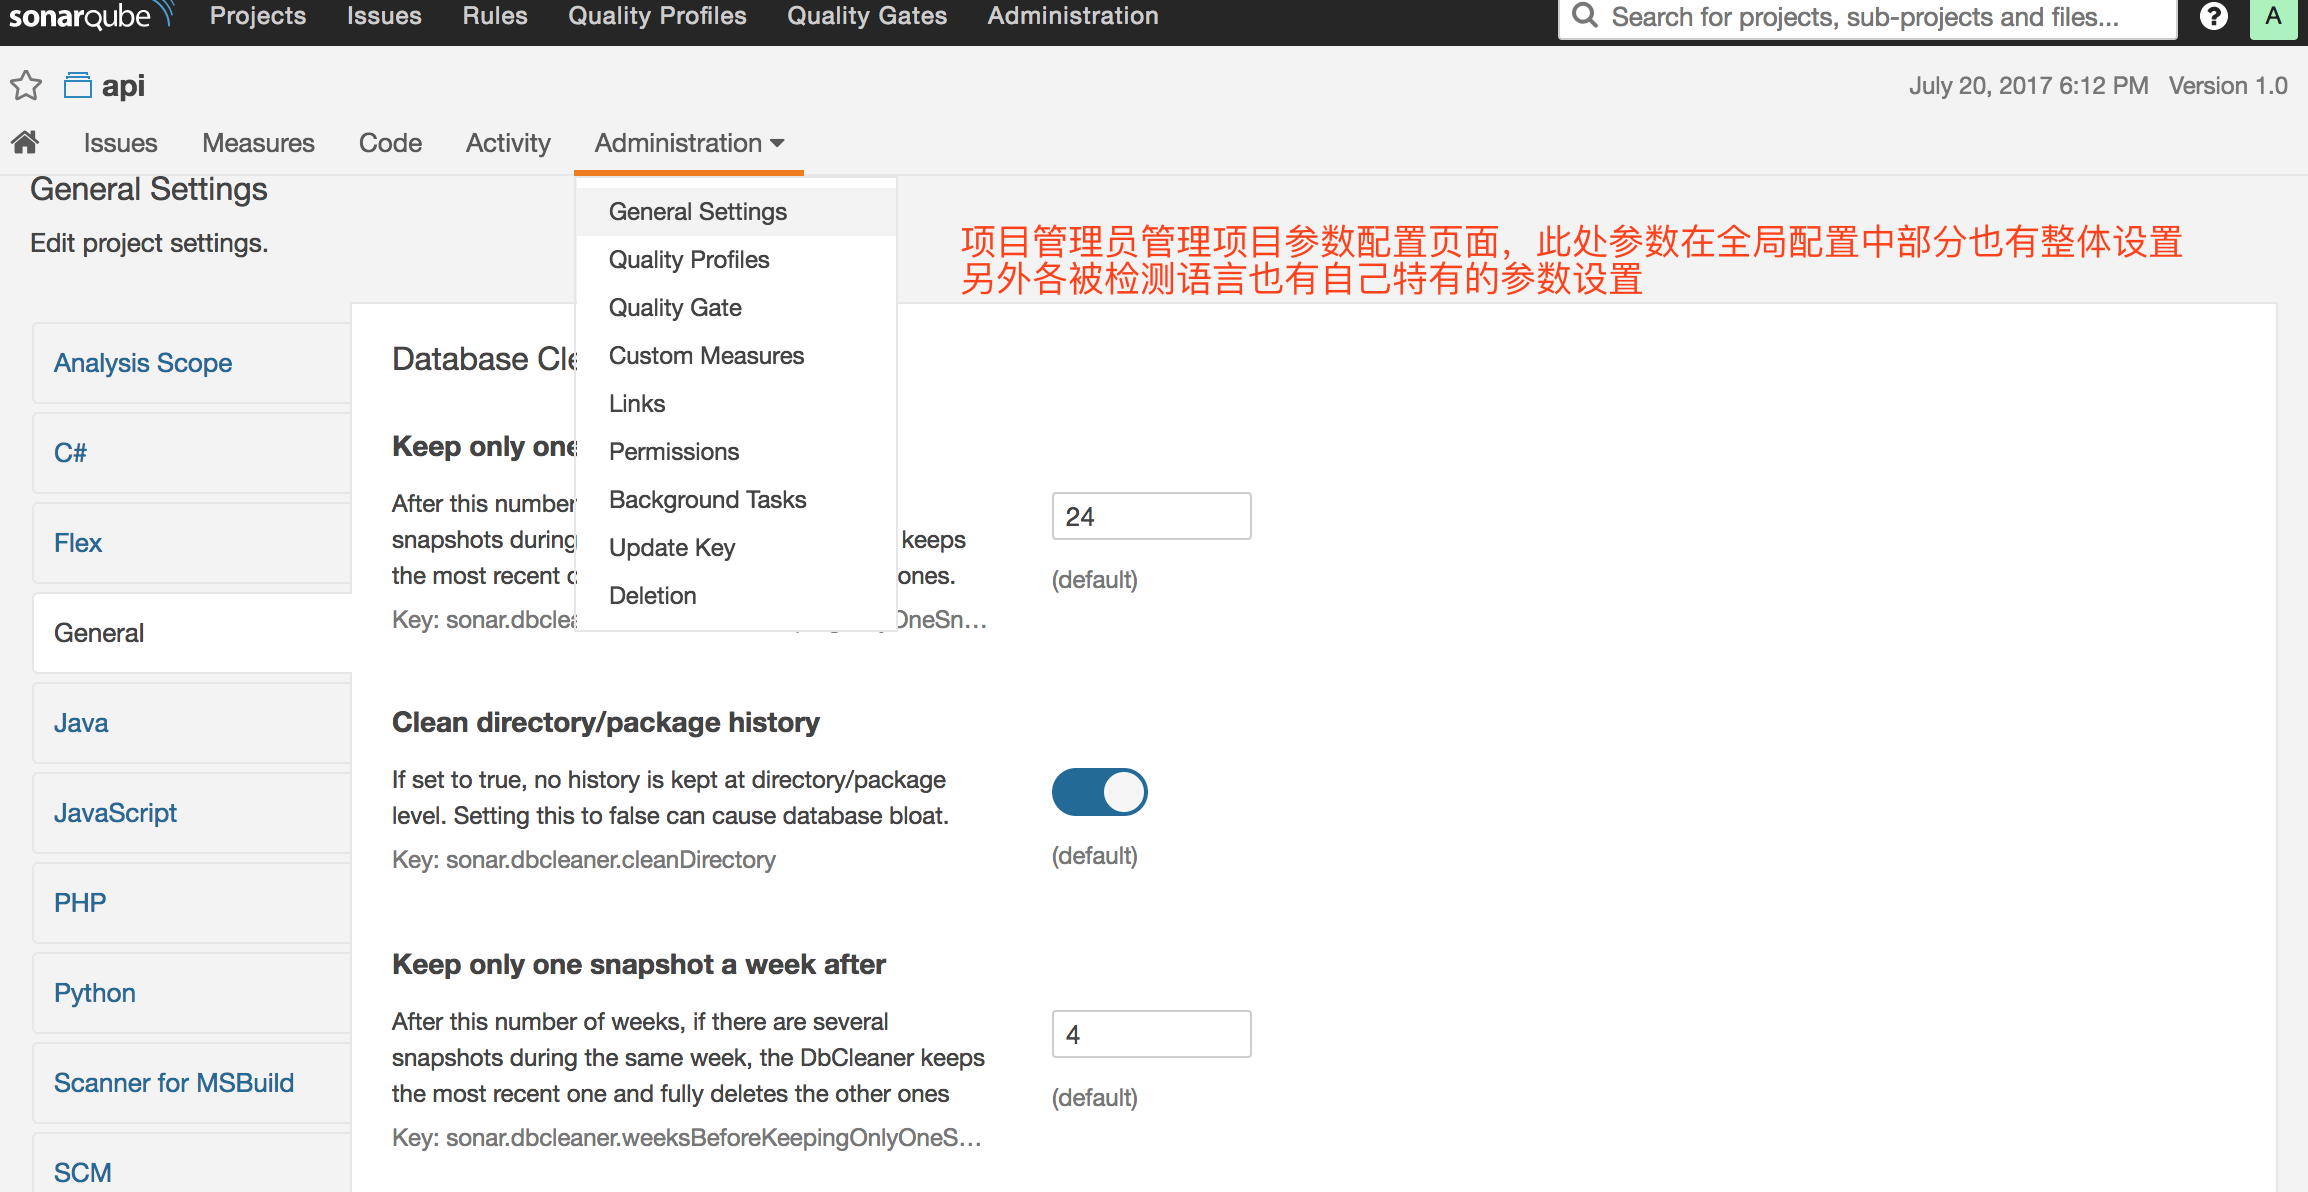 sonarqube Projects Issues Rules Quality Profiles Quality Gates Administration Search for projects, sub-projects and files... ? A
api July 20, 2017 6:12 PM Version 1.0
Issues Measures Code Activity Administration
General Settings
Edit project settings.
General Settings
Quality Profiles
Quality Gate
Custom Measures
Links
Permissions
Background Tasks
Update Key
Deletion
项目管理员管理项目参数配置页面，此处参数在全局配置中部分也有整体设置
另外各被检测语言也有自己特有的参数设置
Analysis Scope
C#
Flex
General
Java
JavaScript
PHP
Python
Scanner for MSBuild
SCM
Database
Keep only one
After this number
snapshots during keeps
the most recent ones.
Key:
24
(default)
Clean directory/package history
If set to true, no history is kept at directory/package
level. Setting this to false can cause database bloat.
Key: sonar.dbcleaner.cleanDirectory
(default)
Keep only one snapshot a week after
After this number of weeks, if there are several
snapshots during the same week, the DbCleaner keeps
the most recent one and fully deletes the other ones
Key: sonar.dbcleaner.weeksBeforeKeepingOnlyOneS...
4
(default)